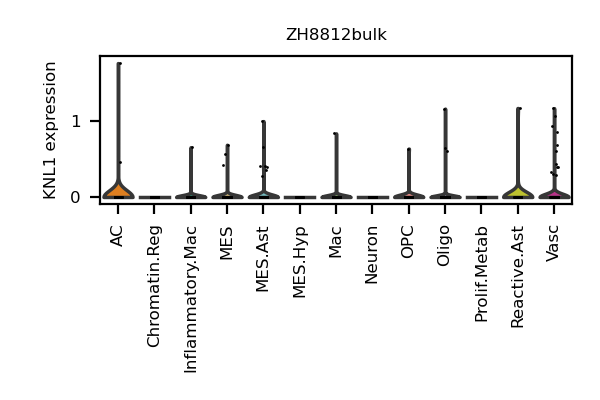 ZH8812bulk
KNL1 expression
1
0
AC
Chromatin.Reg
Inflammatory.Mac
MES
MES.Ast
MES.Hyp
Mac
Neuron
OPC
Oligo
Prolif.Metab
Reactive.Ast
Vasc